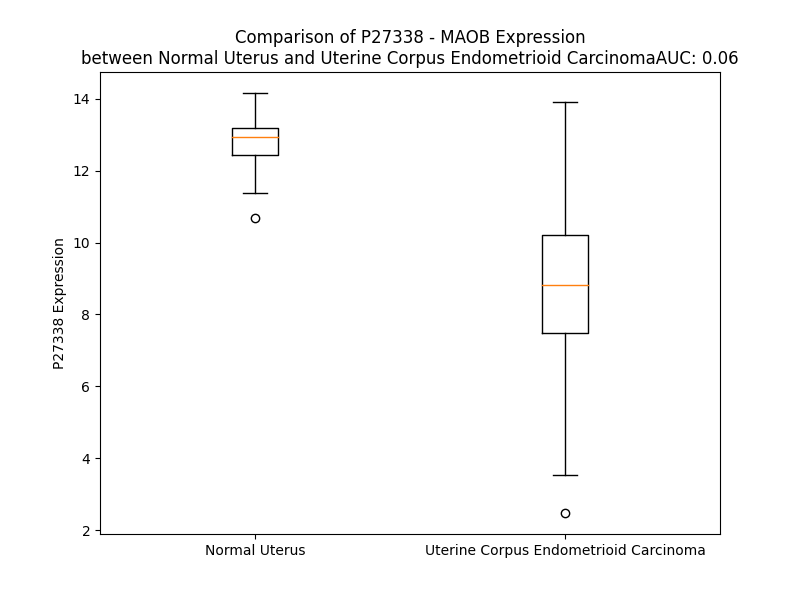 Comparison of P27338 - MAOB Expression
between Normal Uterus and Uterine Corpus Endometrioid CarcinomaAUC: 0.06
14
12
10
8
6
4
2
P27338 Expression
Normal Uterus
Uterine Corpus Endometrioid Carcinoma